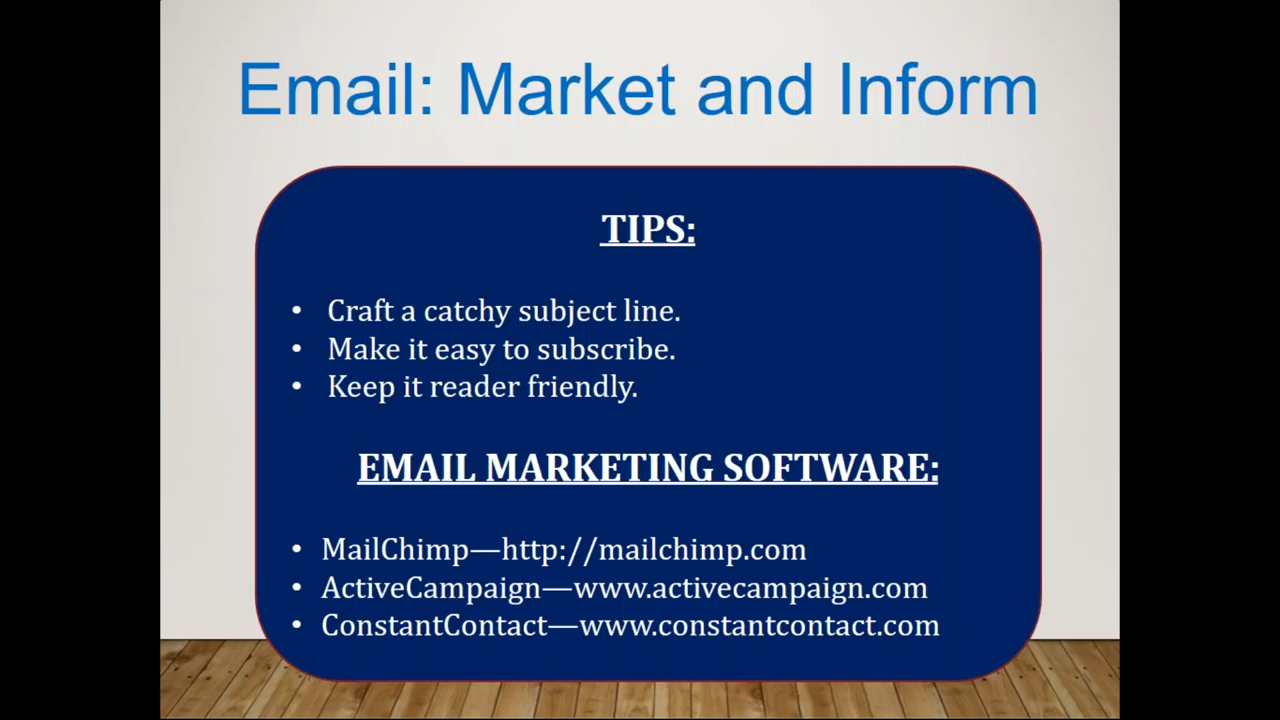 Email: Market and Inform
TIPS:
• Craft a catchy subject line.
• Make it easy to subscribe.
• Keep it reader friendly.
EMAIL MARKETING SOFTWARE:
• MailChimp—http://mailchimp.com
• ActiveCampaign—www.activecampaign.com
• ConstantContact—www.constantcontact.com